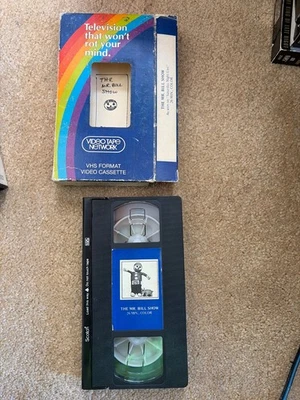 Television
that won't
rot your
mind.
THE
MR. BILL
SHOW
VIDEO TAPE
NETWORK
VHS FORMAT
VIDEO CASSETTE
THE MR. BILL SHOW
THE MR. BILL SHOW
Scotch